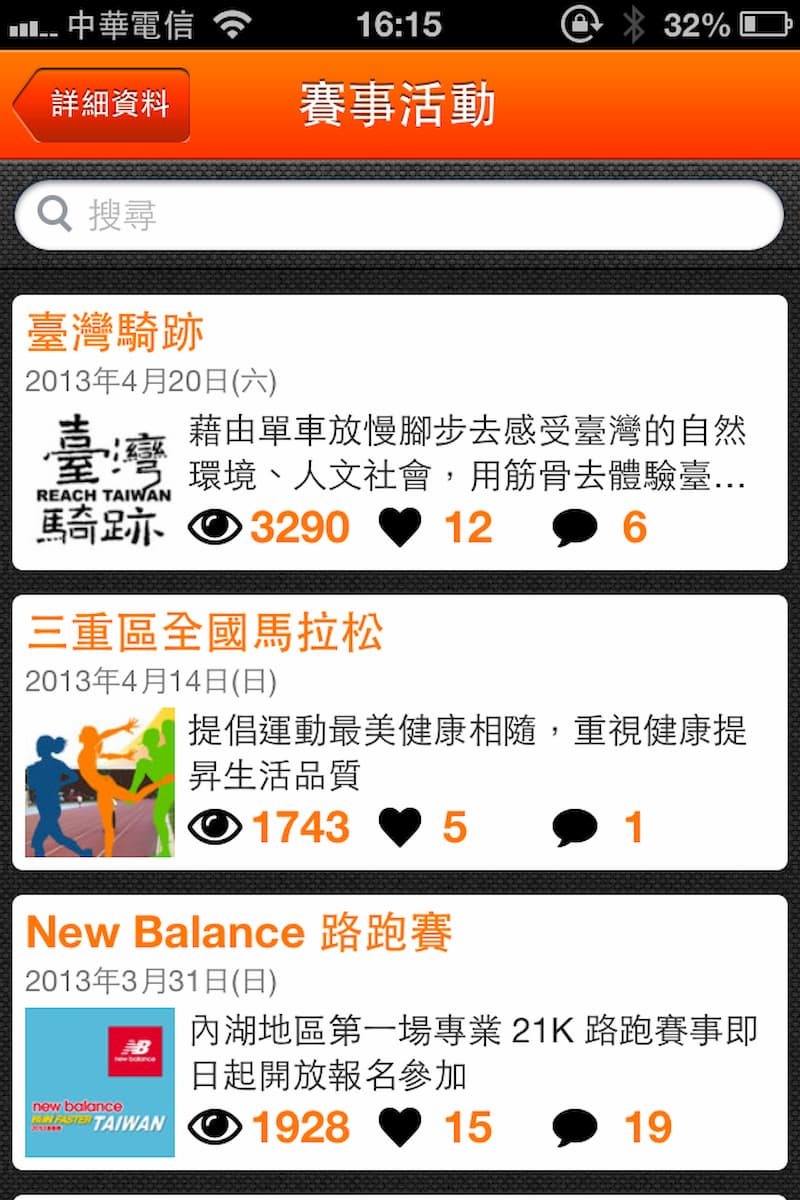 中華電信 16:15 32%
詳細資料 賽事活動
搜尋
臺灣騎跡
2013年4月20日(六)
藉由單車放慢腳步去感受臺灣的自然
環境、人文社會，用筋骨去體驗臺...
臺灣
REACH TAIWAN
騎跡
3290 12 6
三重區全國馬拉松
2013年4月14日(日)
提倡運動最美健康相隨，重視健康提
昇生活品質
1743 5 1
New Balance 路跑賽
2013年3月31日(日)
內湖地區第一場專業 21K 路跑賽事即
日起開放報名參加
NB
new balance
new balance
RUN FASTER TAIWAN
1928 15 19